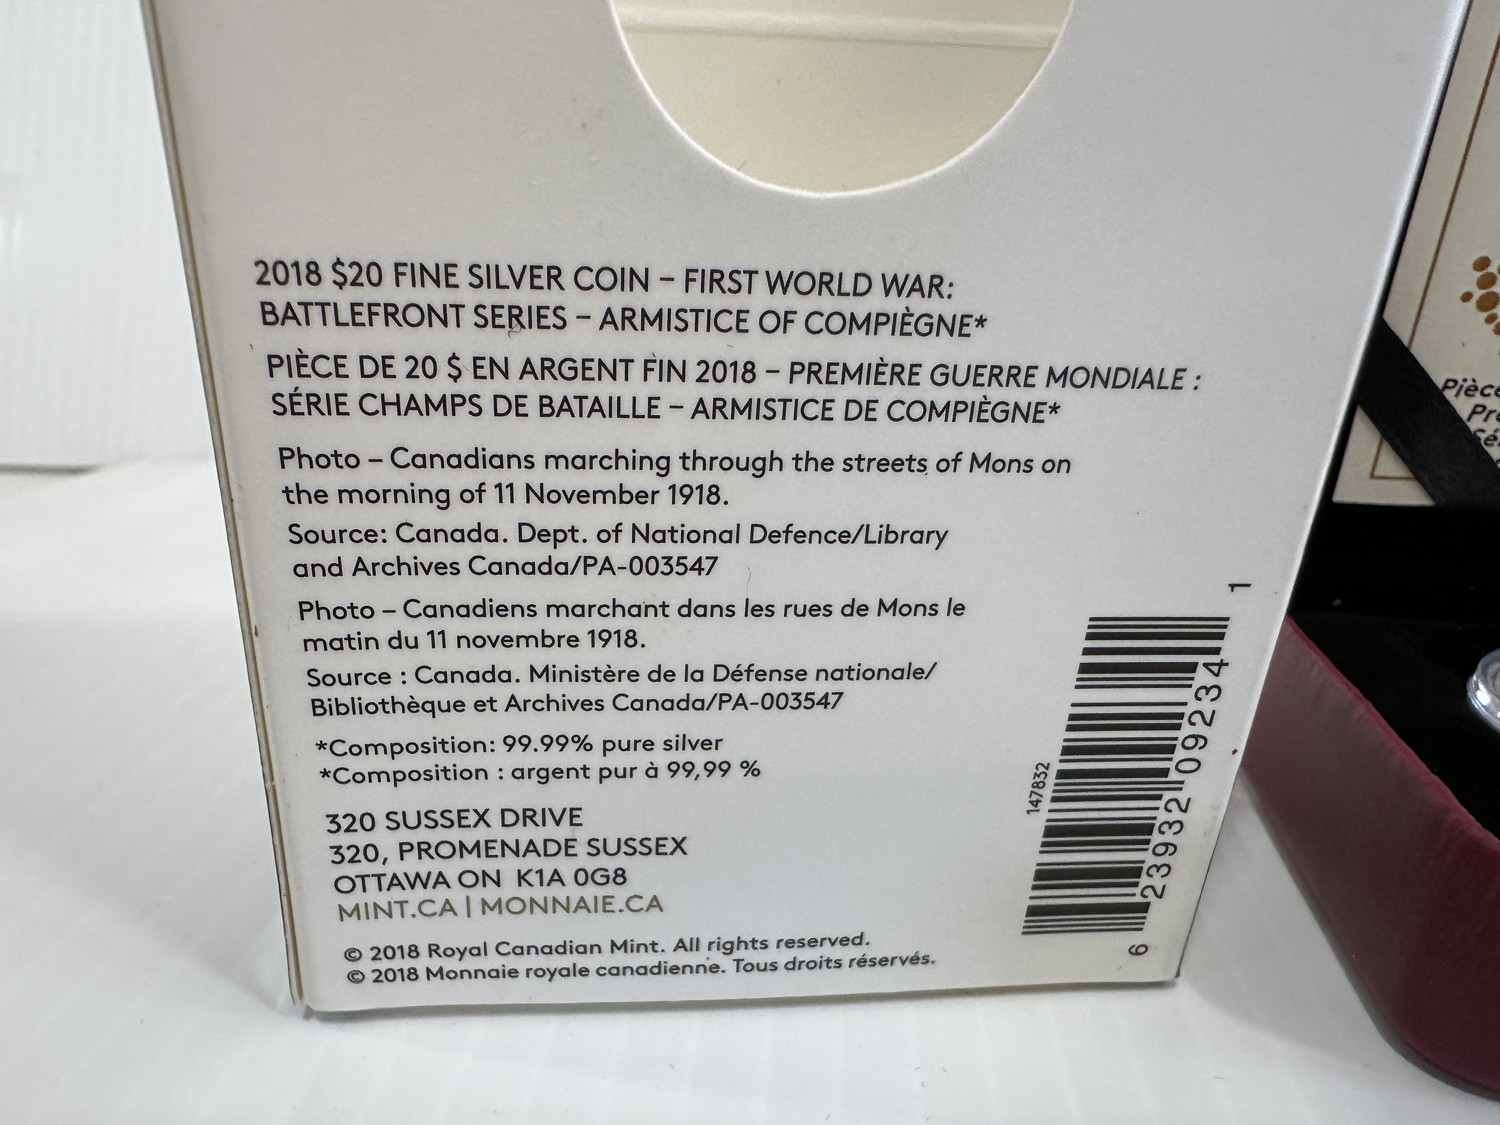 2018 $20 FINE SILVER COIN – FIRST WORLD WAR:
BATTLEFRONT SERIES – ARMISTICE OF COMPIÈGNE*
PIÈCE DE 20 $ EN ARGENT FIN 2018 – PREMIÈRE GUERRE MONDIALE :
SÉRIE CHAMPS DE BATAILLE – ARMISTICE DE COMPIÈGNE*
Photo – Canadians marching through the streets of Mons on
the morning of 11 November 1918.
Source: Canada. Dept. of National Defence/Library
and Archives Canada/PA-003547
Photo – Canadiens marchant dans les rues de Mons le
matin du 11 novembre 1918.
Source : Canada. Ministère de la Défense nationale/
Bibliothèque et Archives Canada/PA-003547
*Composition: 99.99% pure silver
*Composition : argent pur à 99,99 %
320 SUSSEX DRIVE
320, PROMENADE SUSSEX
OTTAWA ON K1A 0G8
MINT.CA | MONNAIE.CA
© 2018 Royal Canadian Mint. All rights reserved.
© 2018 Monnaie royale canadienne. Tous droits réservés.
147832
6 23932 09234 1
Pièce